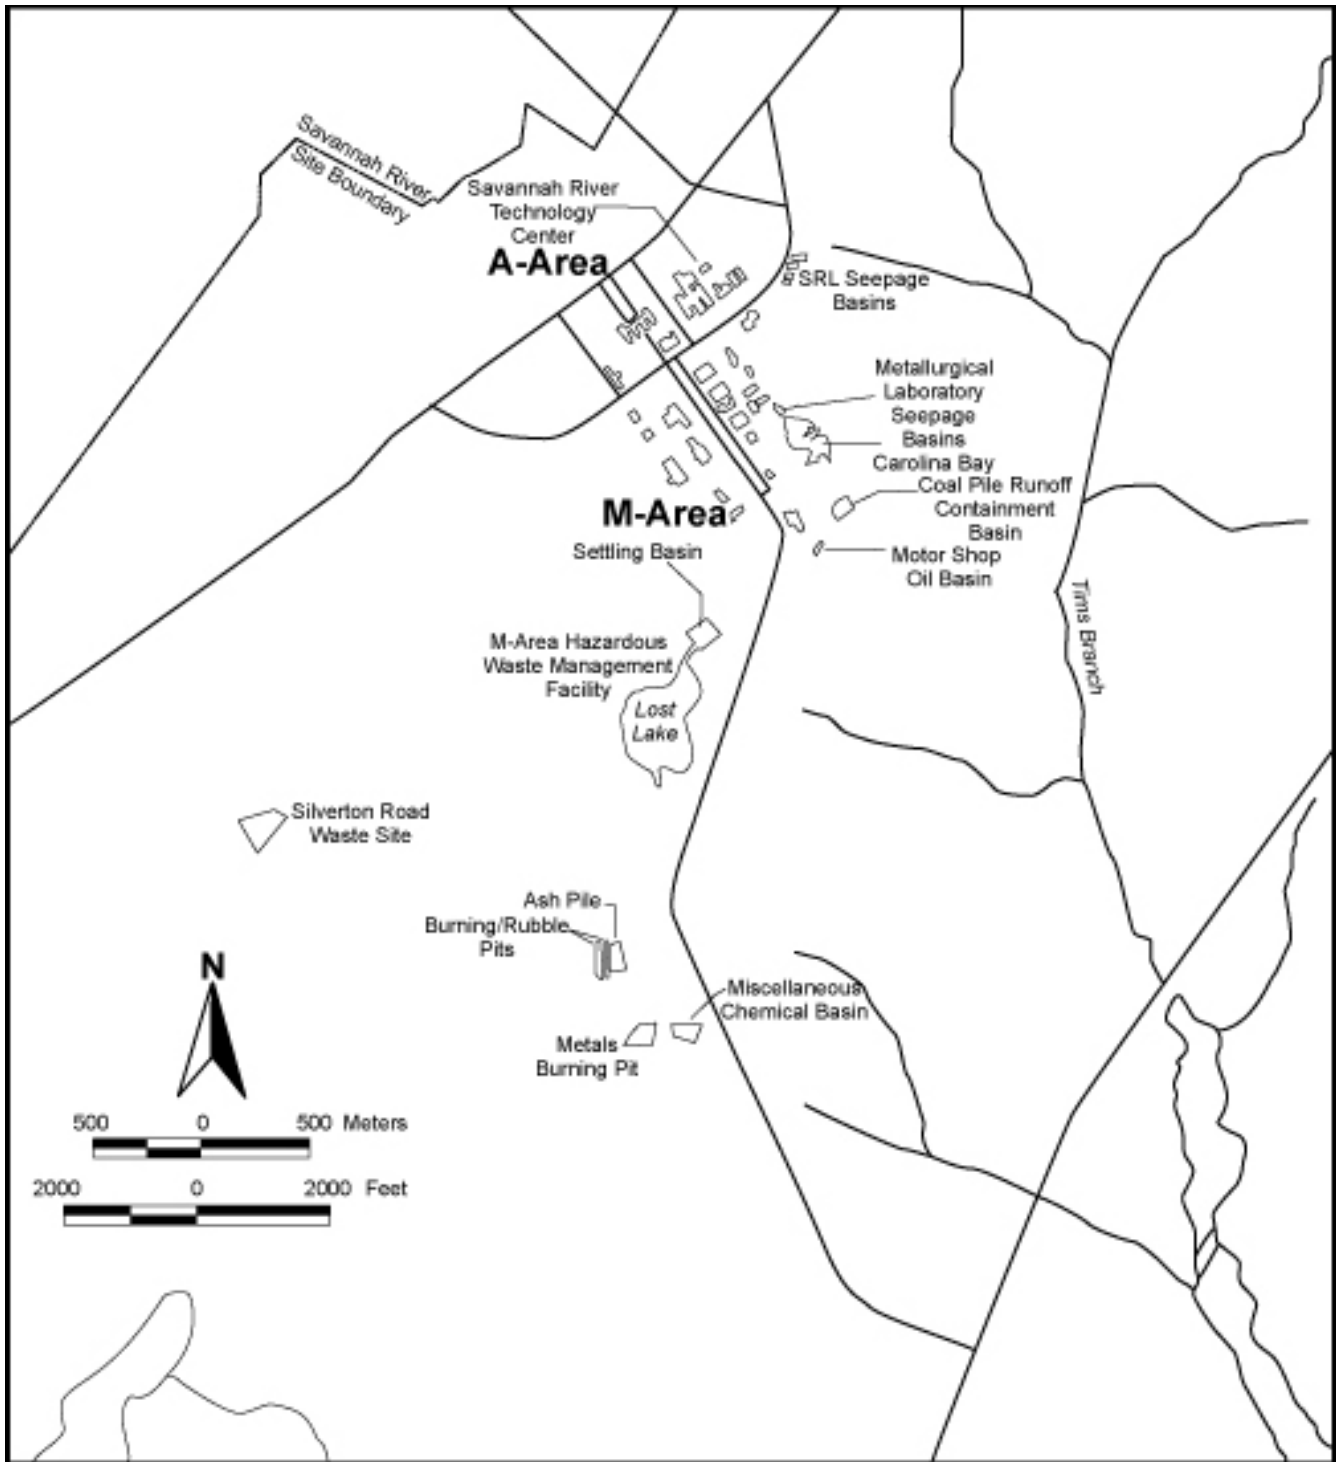 Savannah River
Site Boundary
Savannah River
Technology
Center
A-Area
SRL Seepage
Basins
Metallurgical
Laboratory
Seepage
Basins
Carolina Bay
Coal Pile Runoff
Containment
Basin
M-Area
Motor Shop
Oil Basin
Settling Basin
Tims Branch
M-Area Hazardous
Waste Management
Facility
Lost
Lake
Silverton Road
Waste Site
Ash Pile
Burning/Rubble
Pits
N
Miscellaneous
Chemical Basin
Metals
Burning Pit
500 0 500 Meters
2000 0 2000 Feet